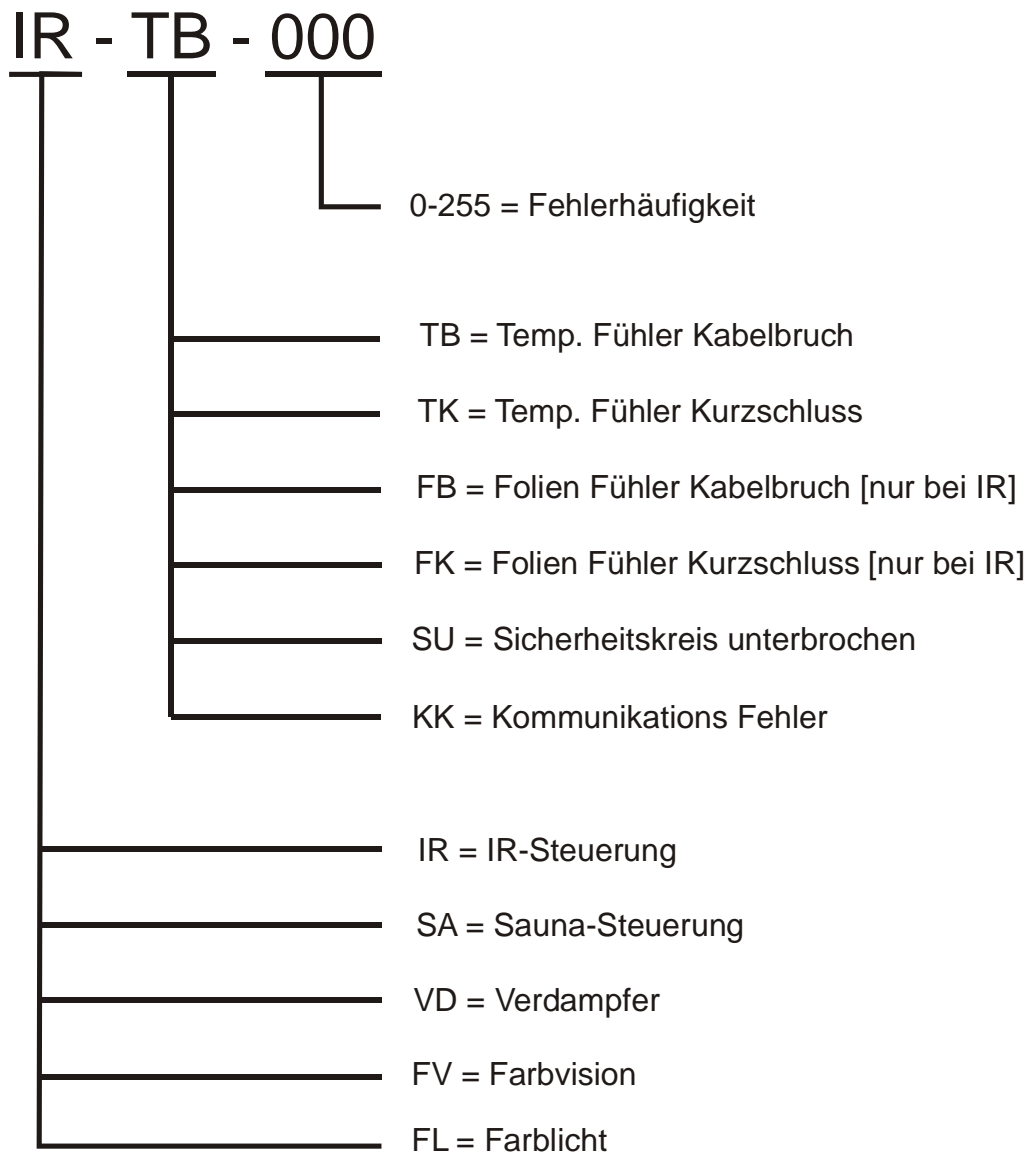 IR - TB - 000
0-255 = Fehlerhäufigkeit
TB = Temp. Fühler Kabelbruch
TK = Temp. Fühler Kurzschluss
FB = Folien Fühler Kabelbruch [nur bei IR]
FK = Folien Fühler Kurzschluss [nur bei IR]
SU = Sicherheitskreis unterbrochen
KK = Kommunikations Fehler
IR = IR-Steuerung
SA = Sauna-Steuerung
VD = Verdampfer
FV = Farbvision
FL = Farblicht